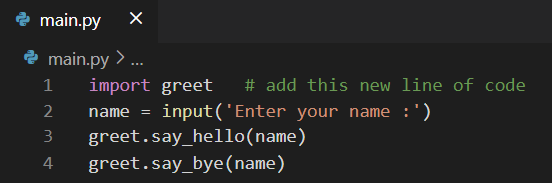 main.py ×
main.py > ...
1 import greet   # add this new line of code
2 name = input('Enter your name :')
3 greet.say_hello(name)
4 greet.say_bye(name)